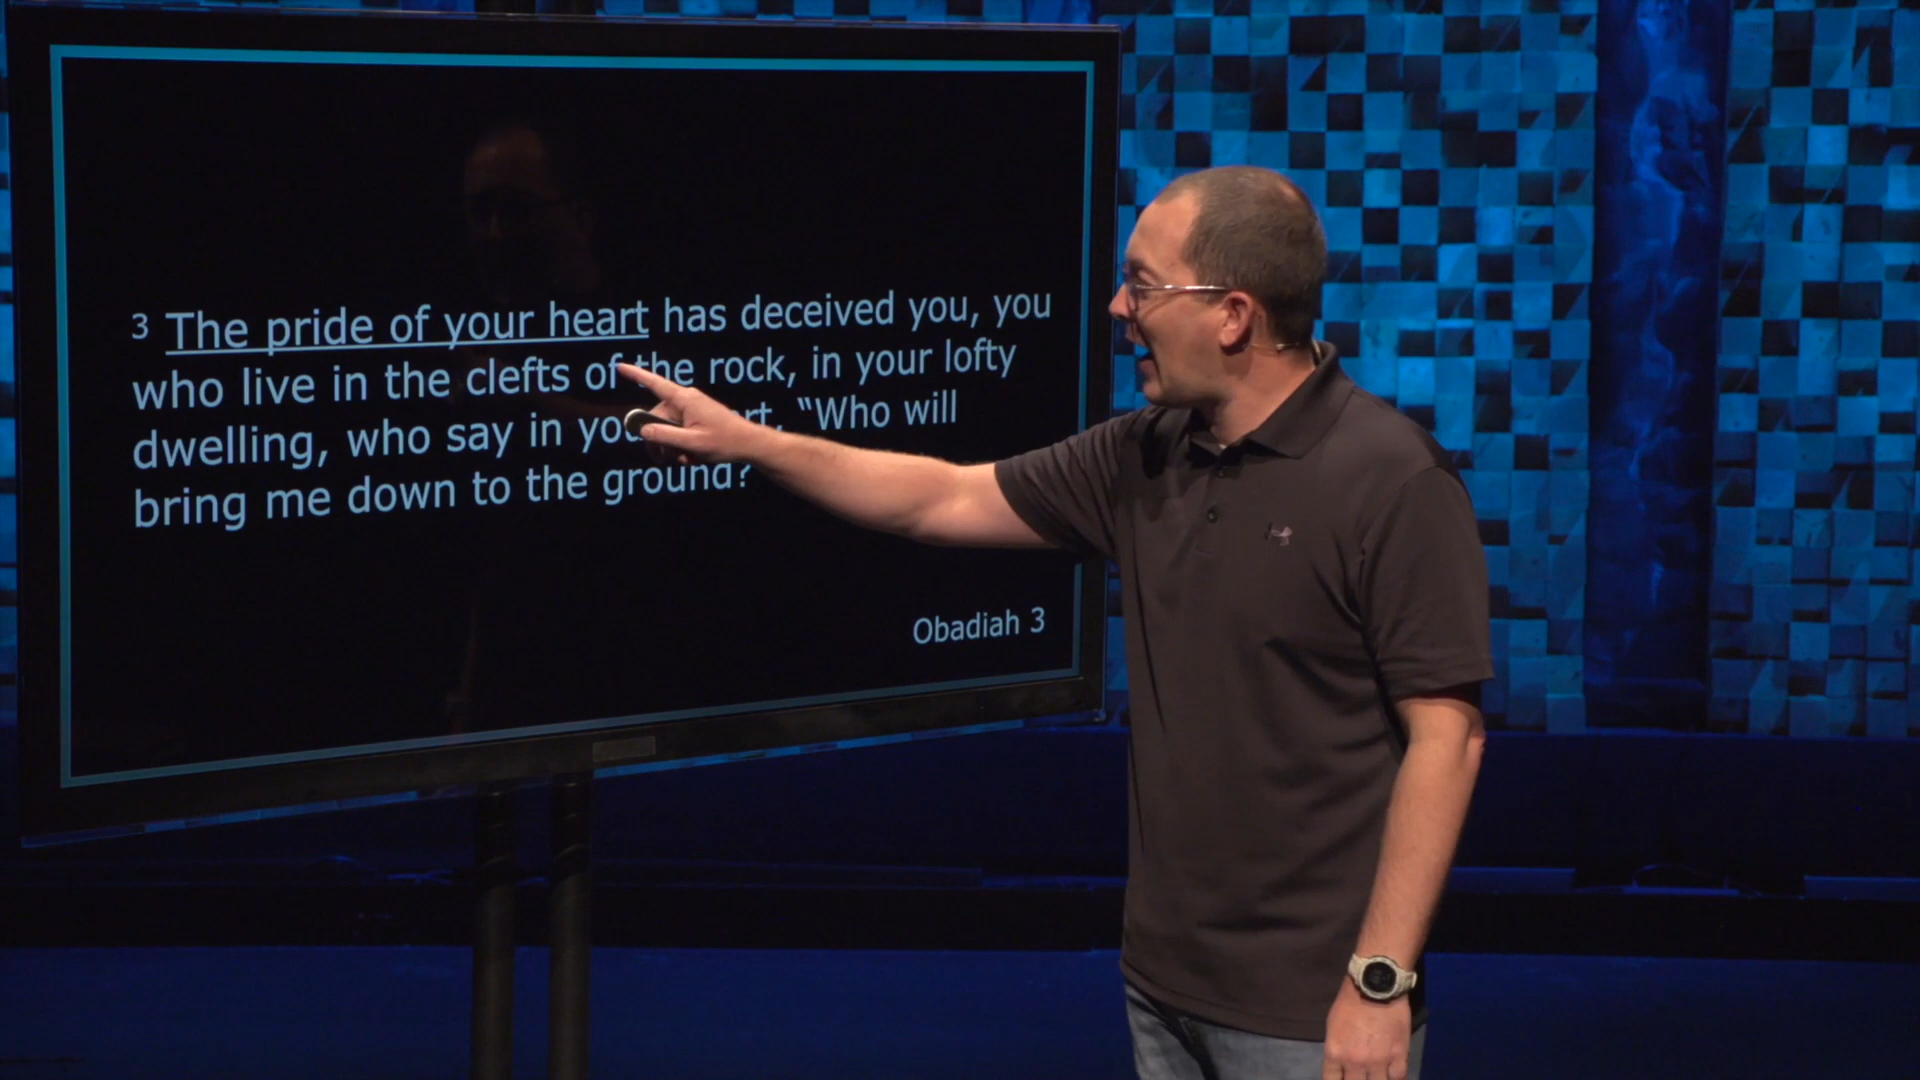 3 The pride of your heart has deceived you, you
who live in the clefts of the rock, in your lofty
dwelling, who say in “Who will
bring me down to the ground?
Obadiah 3